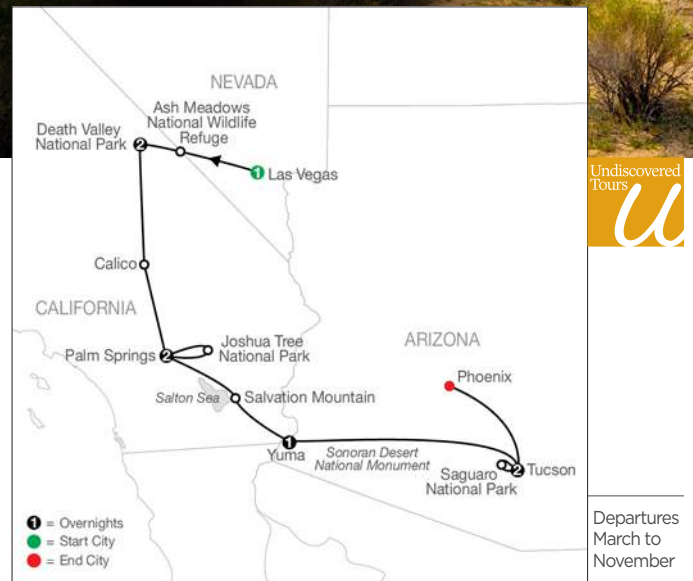 NEVADA
Ash Meadows
National Wildlife
Refuge
Death Valley
National Park
2
1
Las Vegas
Undiscovered
Tours
U
Calico
CALIFORNIA
Joshua Tree
National Park
Palm Springs
2
ARIZONA
Phoenix
Salton Sea
Salvation Mountain
1
Yuma
Sonoran Desert
National Monument
Saguaro
National Park
2
Tucson
1 = Overnights
= Start City
= End City
Departures
March to
November